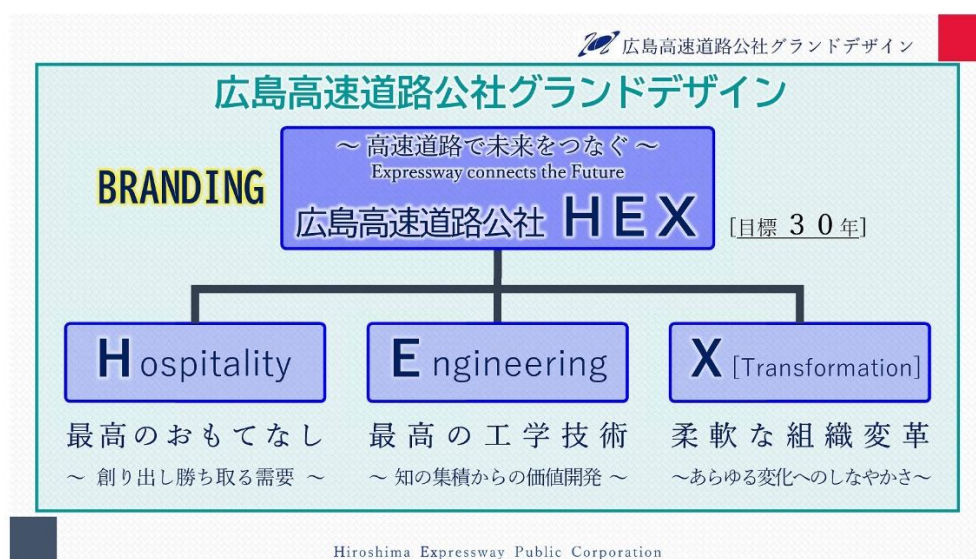 広島高速道路公社グランドデザイン
広島高速道路公社グランドデザイン
～ 高速道路で未来をつなぐ ～
Expressway connects the Future
BRANDING
広島高速道路公社 HEX
[目標 ３０年]
Hospitality
Engineering
X [Transformation]
最高のおもてなし
最高の工学技術
柔軟な組織変革
～ 創り出し勝ち取る需要 ～
～ 知の集積からの価値開発 ～
～あらゆる変化へのしなやかさ～
Hiroshima Expressway Public Corporation